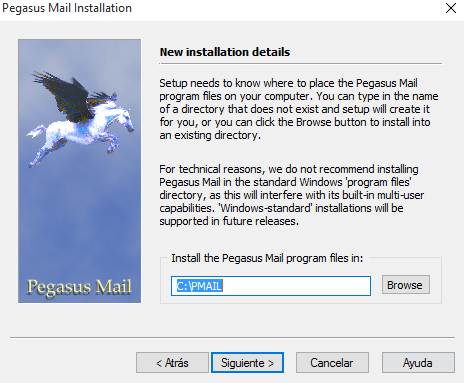 Pegasus Mail Installation
New installation details
Setup needs to know where to place the Pegasus Mail
program files on your computer. You can type in the name
of a directory that does not exist and setup will create it
for you, or you can click the Browse button to install into
an existing directory.
For technical reasons, we do not recommend installing
Pegasus Mail in the standard Windows 'program files'
directory, as this will interfere with its built-in multi-user
capabilities. 'Windows-standard' installations will be
supported in future releases.
Install the Pegasus Mail program files in:
C:\PMAIL
Browse
Pegasus Mail
< Atrás
Siguiente >
Cancelar
Ayuda